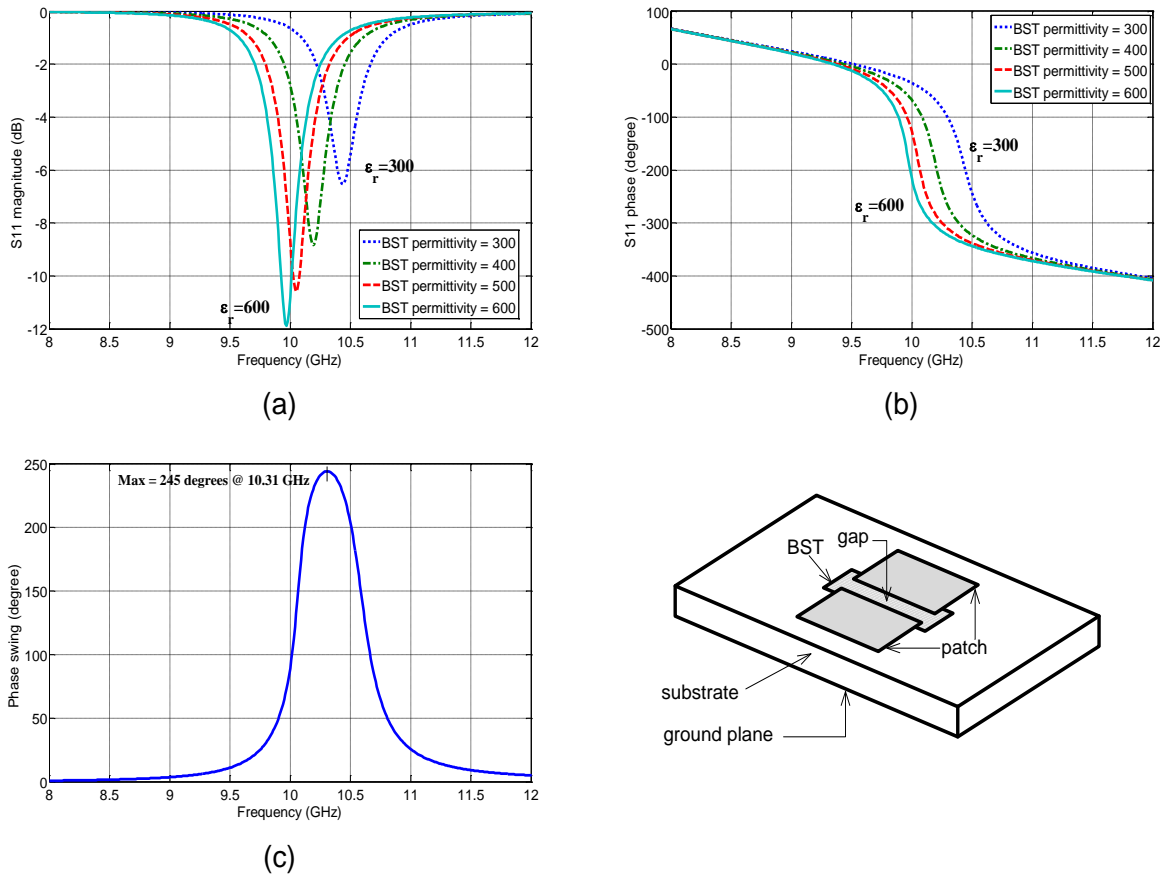 0
-2
-4
-6
-8
-10
-12
8
8.5
9
9.5
10
10.5
11
11.5
12
S11 magnitude (dB)
Frequency (GHz)
εr=300
εr=600
BST permittivity = 300
BST permittivity = 400
BST permittivity = 500
BST permittivity = 600
(a)
100
0
-100
-200
-300
-400
-500
8
8.5
9
9.5
10
10.5
11
11.5
12
S11 phase (degree)
Frequency (GHz)
BST permittivity = 300
BST permittivity = 400
BST permittivity = 500
BST permittivity = 600
εr=300
εr=600
(b)
250
200
150
100
50
0
8
8.5
9
9.5
10
10.5
11
11.5
12
Phase swing (degree)
Frequency (GHz)
Max = 245 degrees @ 10.31 GHz
(c)
BST
gap
patch
substrate
ground plane